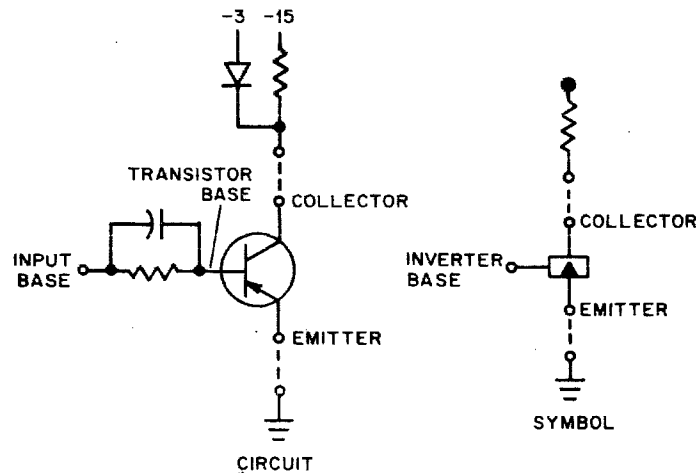 -3 -15
TRANSISTOR
BASE
COLLECTOR
INPUT
BASE
EMITTER
CIRCUIT
COLLECTOR
INVERTER
BASE
EMITTER
SYMBOL